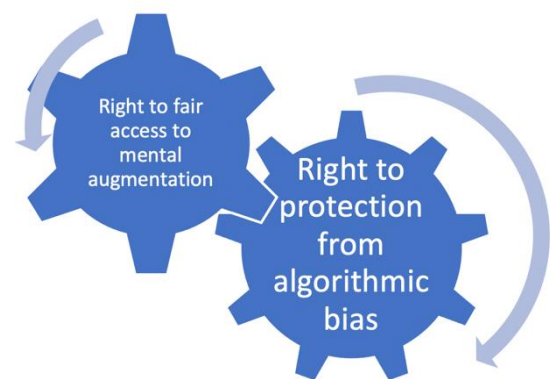 Right to fair
access to
mental
augmentation
Right to
protection
from
algorithmic
bias